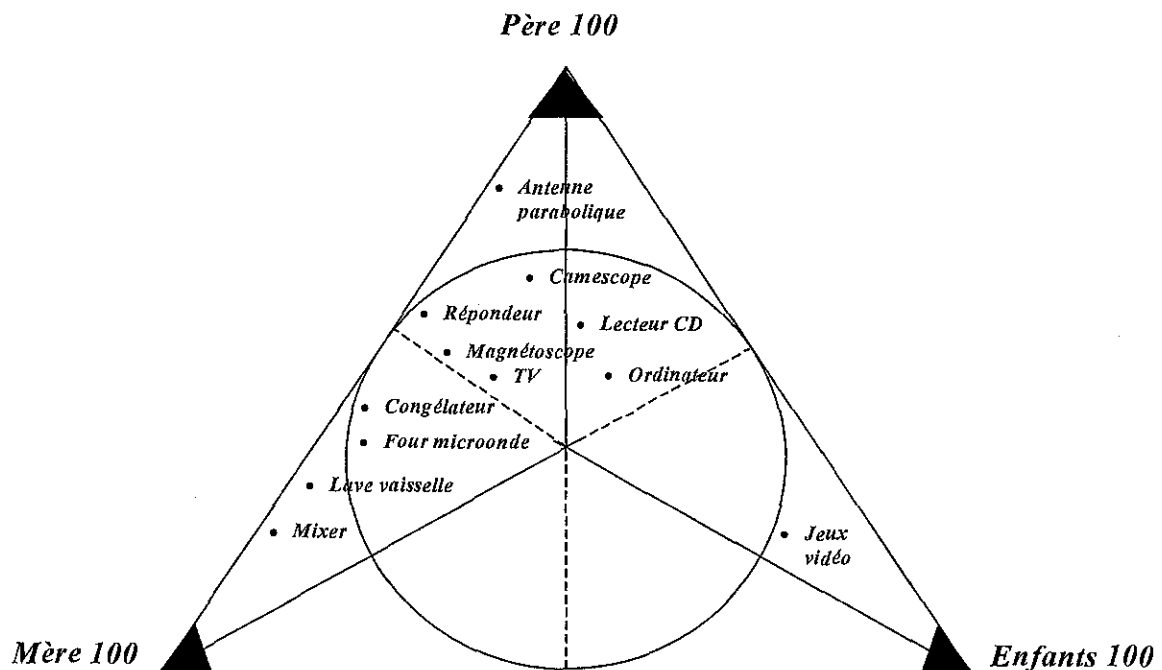 Père 100
Antenne
parabolique
Camescope
Répondeur
Lecteur CD
Magnétoscope
TV
Ordinateur
Congélateur
Four microonde
Lave vaisselle
Mixer
Jeux
vidéo
Mère 100
Enfants 100